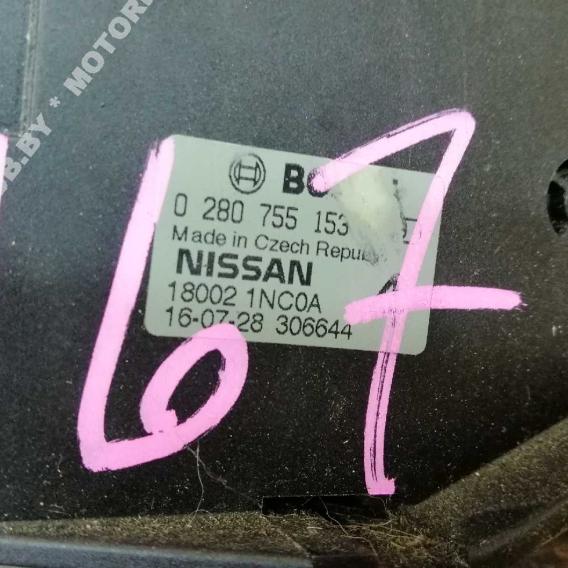 0 280 755 153
Made in Czech
NISSAN
18002 1NC0A
16-07-28 306644
67